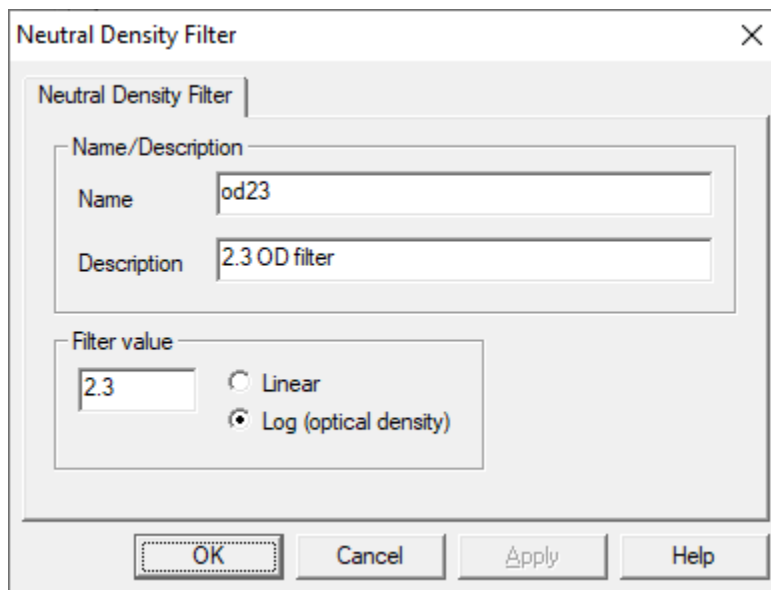 Neutral Density Filter
Neutral Density Filter
Name/Description
Name od23
Description 2.3 OD filter
Filter value
2.3 Linear
Log (optical density)
OK Cancel Apply Help